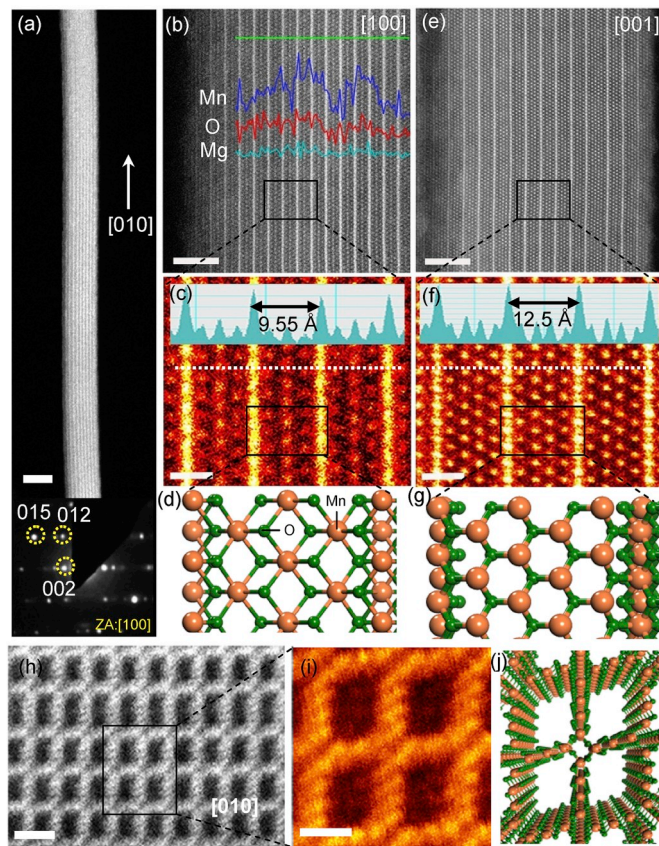 (a)
[010]
015
012
002
ZA:[100]
(b)
[100]
Mn
O
Mg
(e)
[001]
(c)
9.55 Å
(f)
12.5 Å
(d)
Mn
O
(g)
(h)
[010]
(i)
(j)